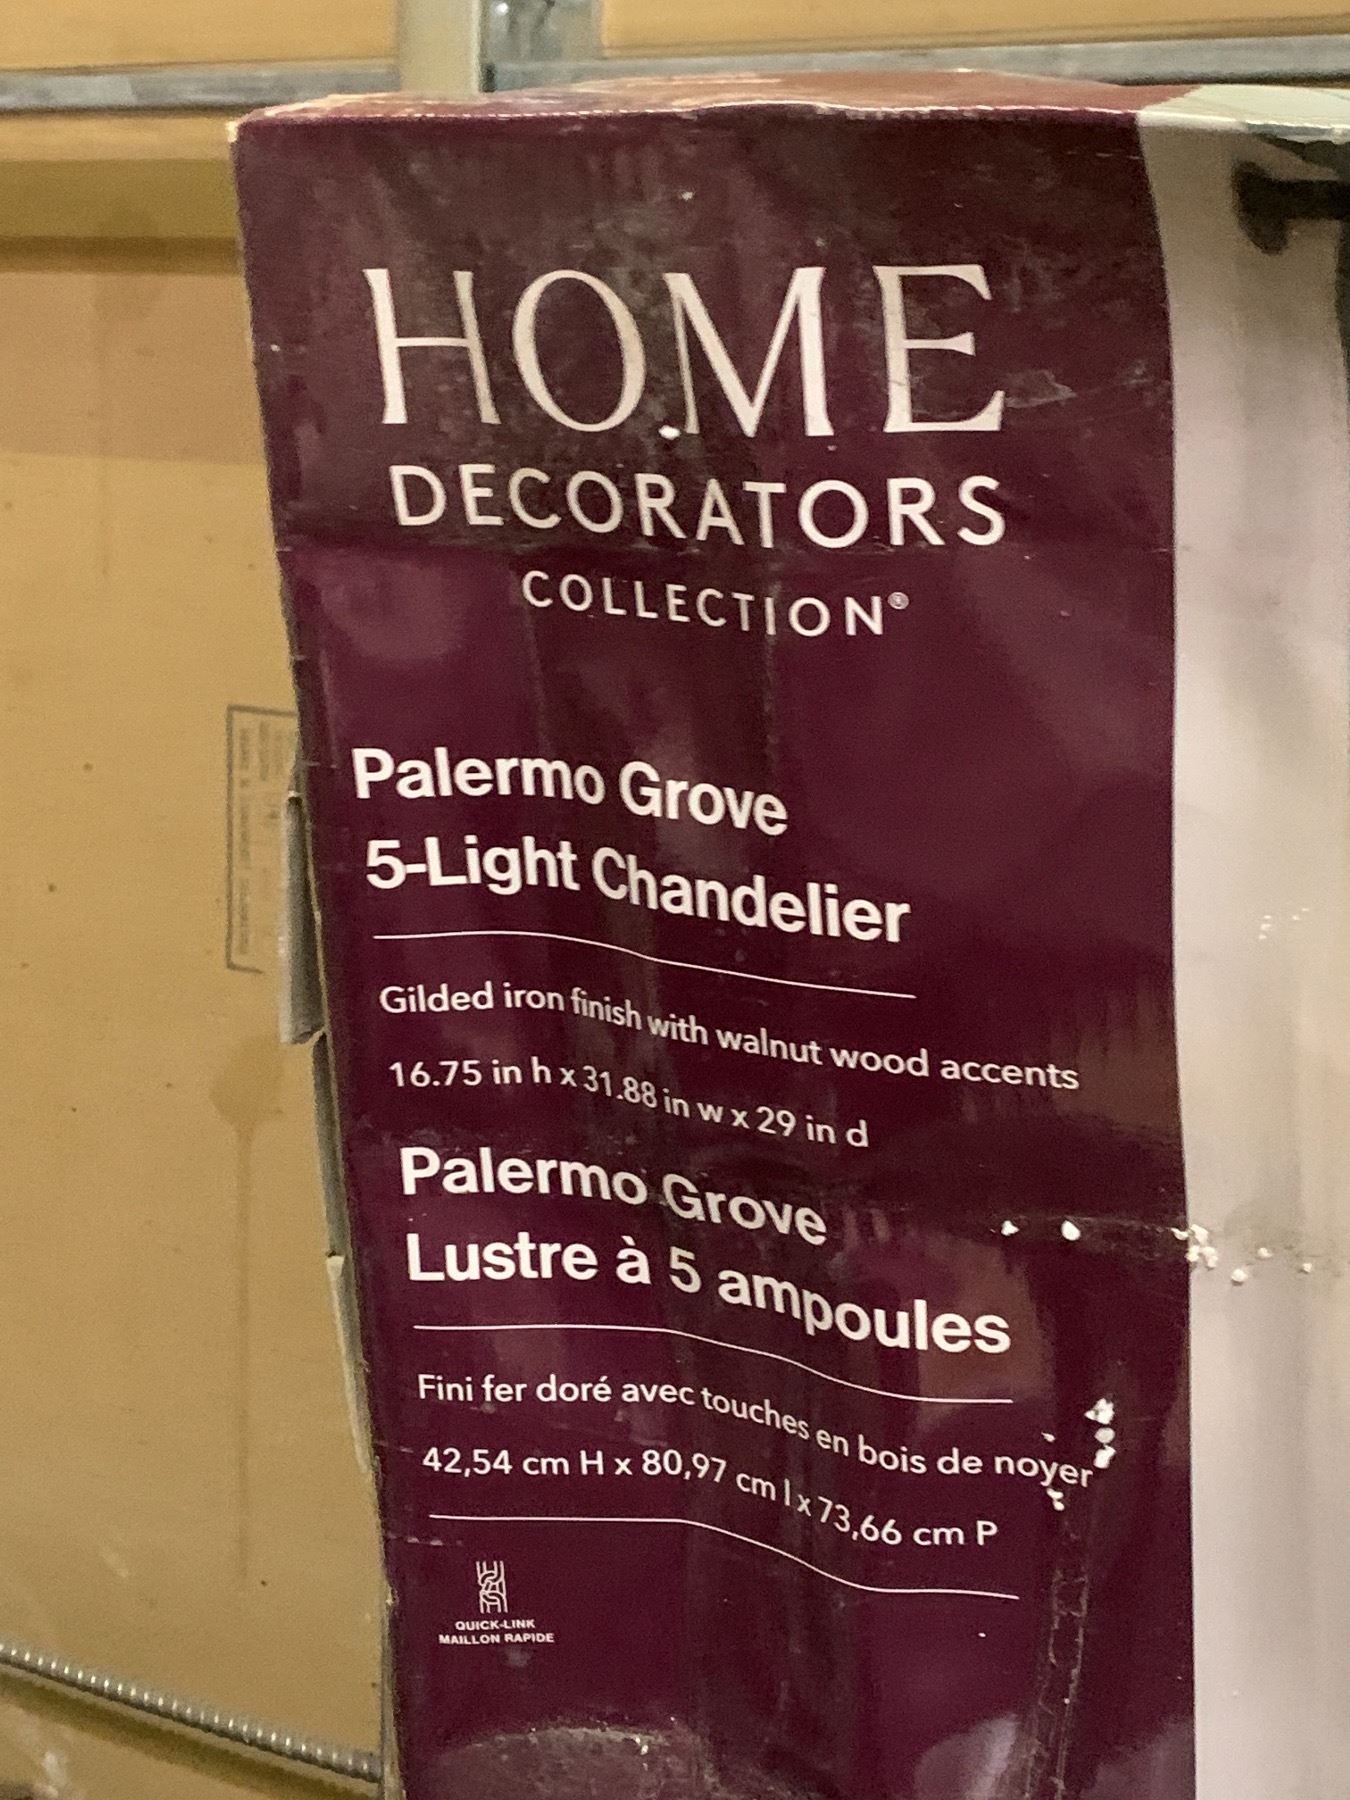 HOME
DECORATORS
COLLECTION®
Palermo Grove
5-Light Chandelier
Gilded iron finish with walnut wood accents
16.75 in h x 31.88 in w x 29 in d
Palermo Grove
Lustre à 5 ampoules
Fini fer doré avec touches en bois de noyer
42,54 cm H x 80,97 cm l x 73,66 cm P
QUICK-LINK
MAILLON RAPIDE